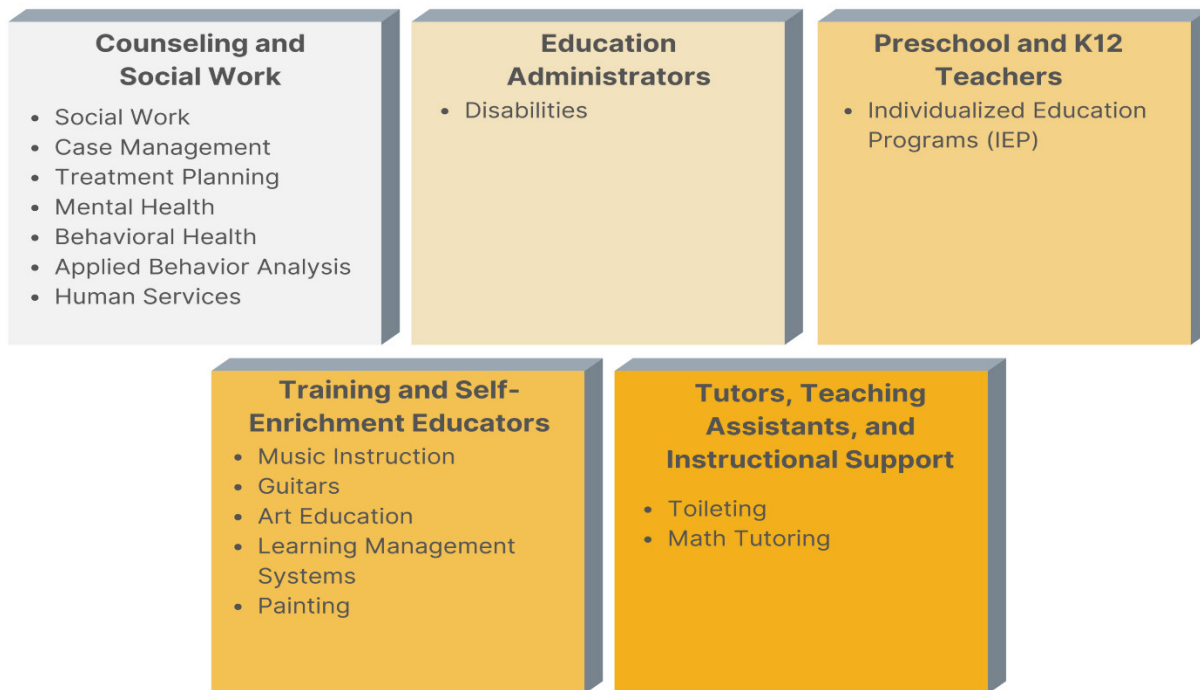 Counseling and
Social Work
• Social Work
• Case Management
• Treatment Planning
• Mental Health
• Behavioral Health
• Applied Behavior Analysis
• Human Services
Education
Administrators
• Disabilities
Preschool and K12
Teachers
• Individualized Education
Programs (IEP)
Training and Self-
Enrichment Educators
• Music Instruction
• Guitars
• Art Education
• Learning Management
Systems
• Painting
Tutors, Teaching
Assistants, and
Instructional Support
• Toileting
• Math Tutoring